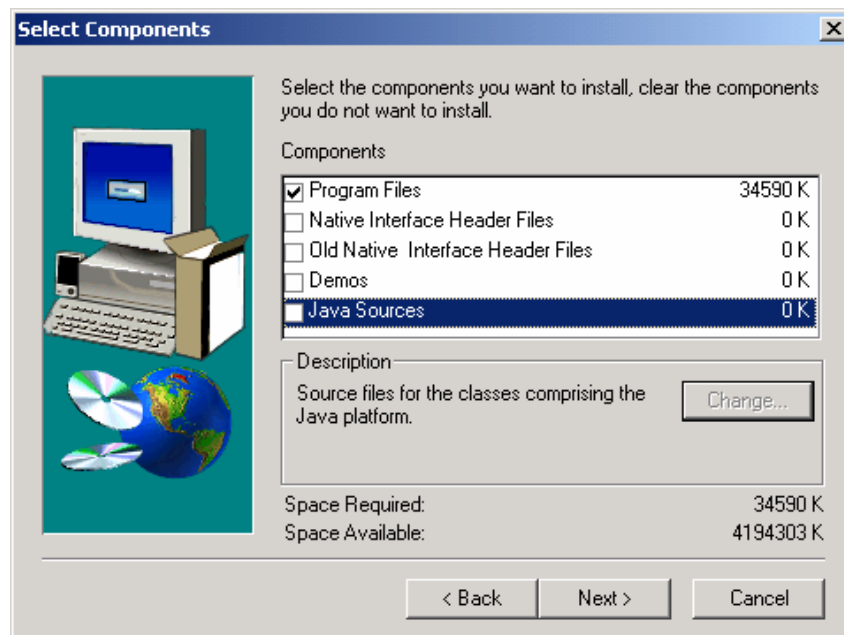 Select Components
Select the components you want to install, clear the components
you do not want to install.
Components
Program Files 34590 K
Native Interface Header Files 0 K
Old Native Interface Header Files 0 K
Demos 0 K
Java Sources 0 K
Description
Source files for the classes comprising the
Java platform.
Change...
Space Required: 34590 K
Space Available: 4194303 K
< Back Next > Cancel